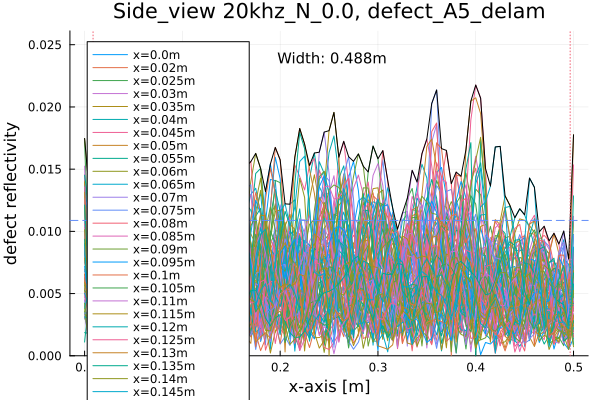 Side_view 20khz_N_0.0, defect_A5_delam
Width: 0.488m
defect reflectivity
0.025
0.020
0.015
0.010
0.005
0.000
x=0.0m
x=0.02m
x=0.025m
x=0.03m
x=0.035m
x=0.04m
x=0.045m
x=0.05m
x=0.055m
x=0.06m
x=0.065m
x=0.07m
x=0.075m
x=0.08m
x=0.085m
x=0.09m
x=0.095m
x=0.1m
x=0.105m
x=0.11m
x=0.115m
x=0.12m
x=0.125m
x=0.13m
x=0.135m
x=0.14m
x=0.145m
0.2
0.3
0.4
0.5
x-axis [m]